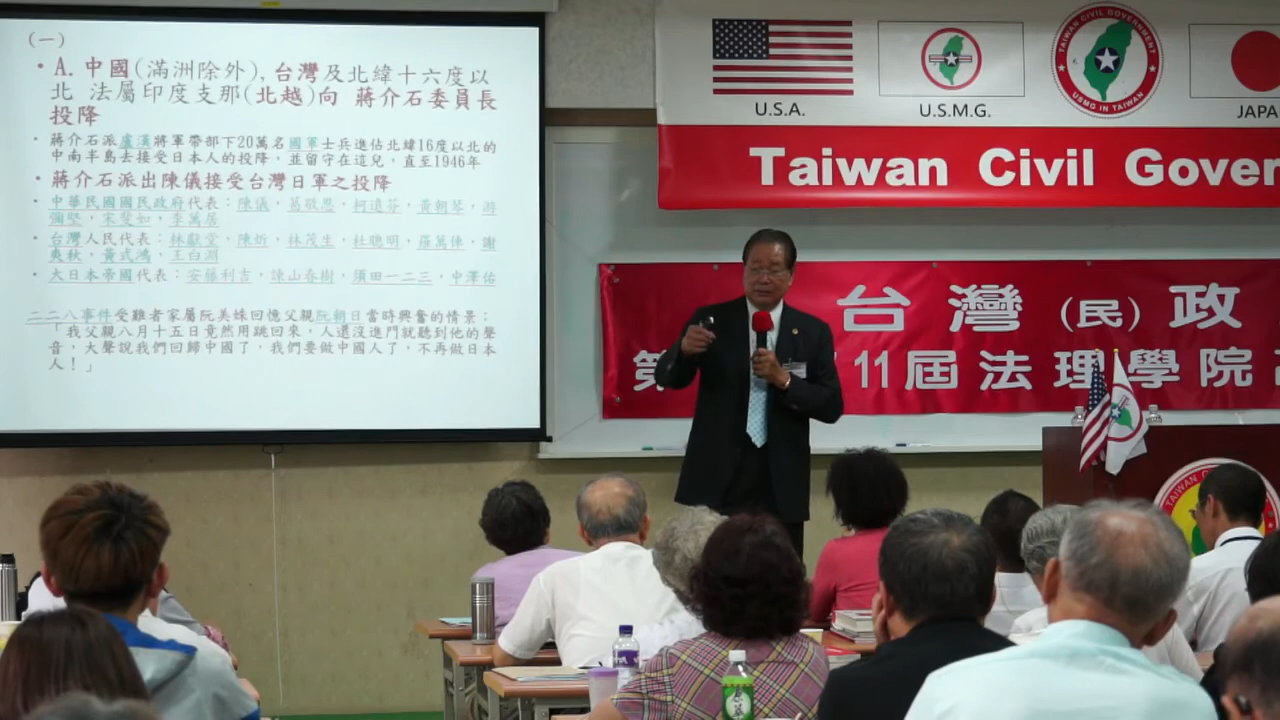 (一)
• A. 中國(滿洲除外), 台灣及北緯十六度以
北 法屬印度支那(北越)向 蔣介石委員長
投降
• 蔣介石派盧漢將軍帶部下20萬名國軍士兵進佔北緯16度以北的
中南半島去接受日本人的投降，並留守在這兒，直至1946年
• 蔣介石派出陳儀接受台灣日軍之投降
• 中華民國國民政府代表：陳儀，葛敬恩，柯遠芬，黃朝琴，游
彌堅，宋斐如，李萬居
• 台灣人民代表：林獻堂，陳炘，林茂生，杜聰明，羅萬俥，謝
爽秋，黃式鴻，王白淵
• 大日本帝國代表：安藤利吉，諫山春樹，須田一二三，中澤佑
二二八事件受難者家屬阮美姝回憶父親阮朝日當時興奮的情景：
「我父親八月十五日竟然用跳回來，人還沒進門就聽到他的聲
音，大聲說我們回歸中國了，我們要做中國人了，不再做日本
人！」
U.S.A.
U.S.M.G.
TAIWAN CIVIL GOVERNMENT
USMG IN TAIWAN
JAPA
Taiwan Civil Gover
台灣(民)政
第 11屆法理學院
TAIWAN CIVIL